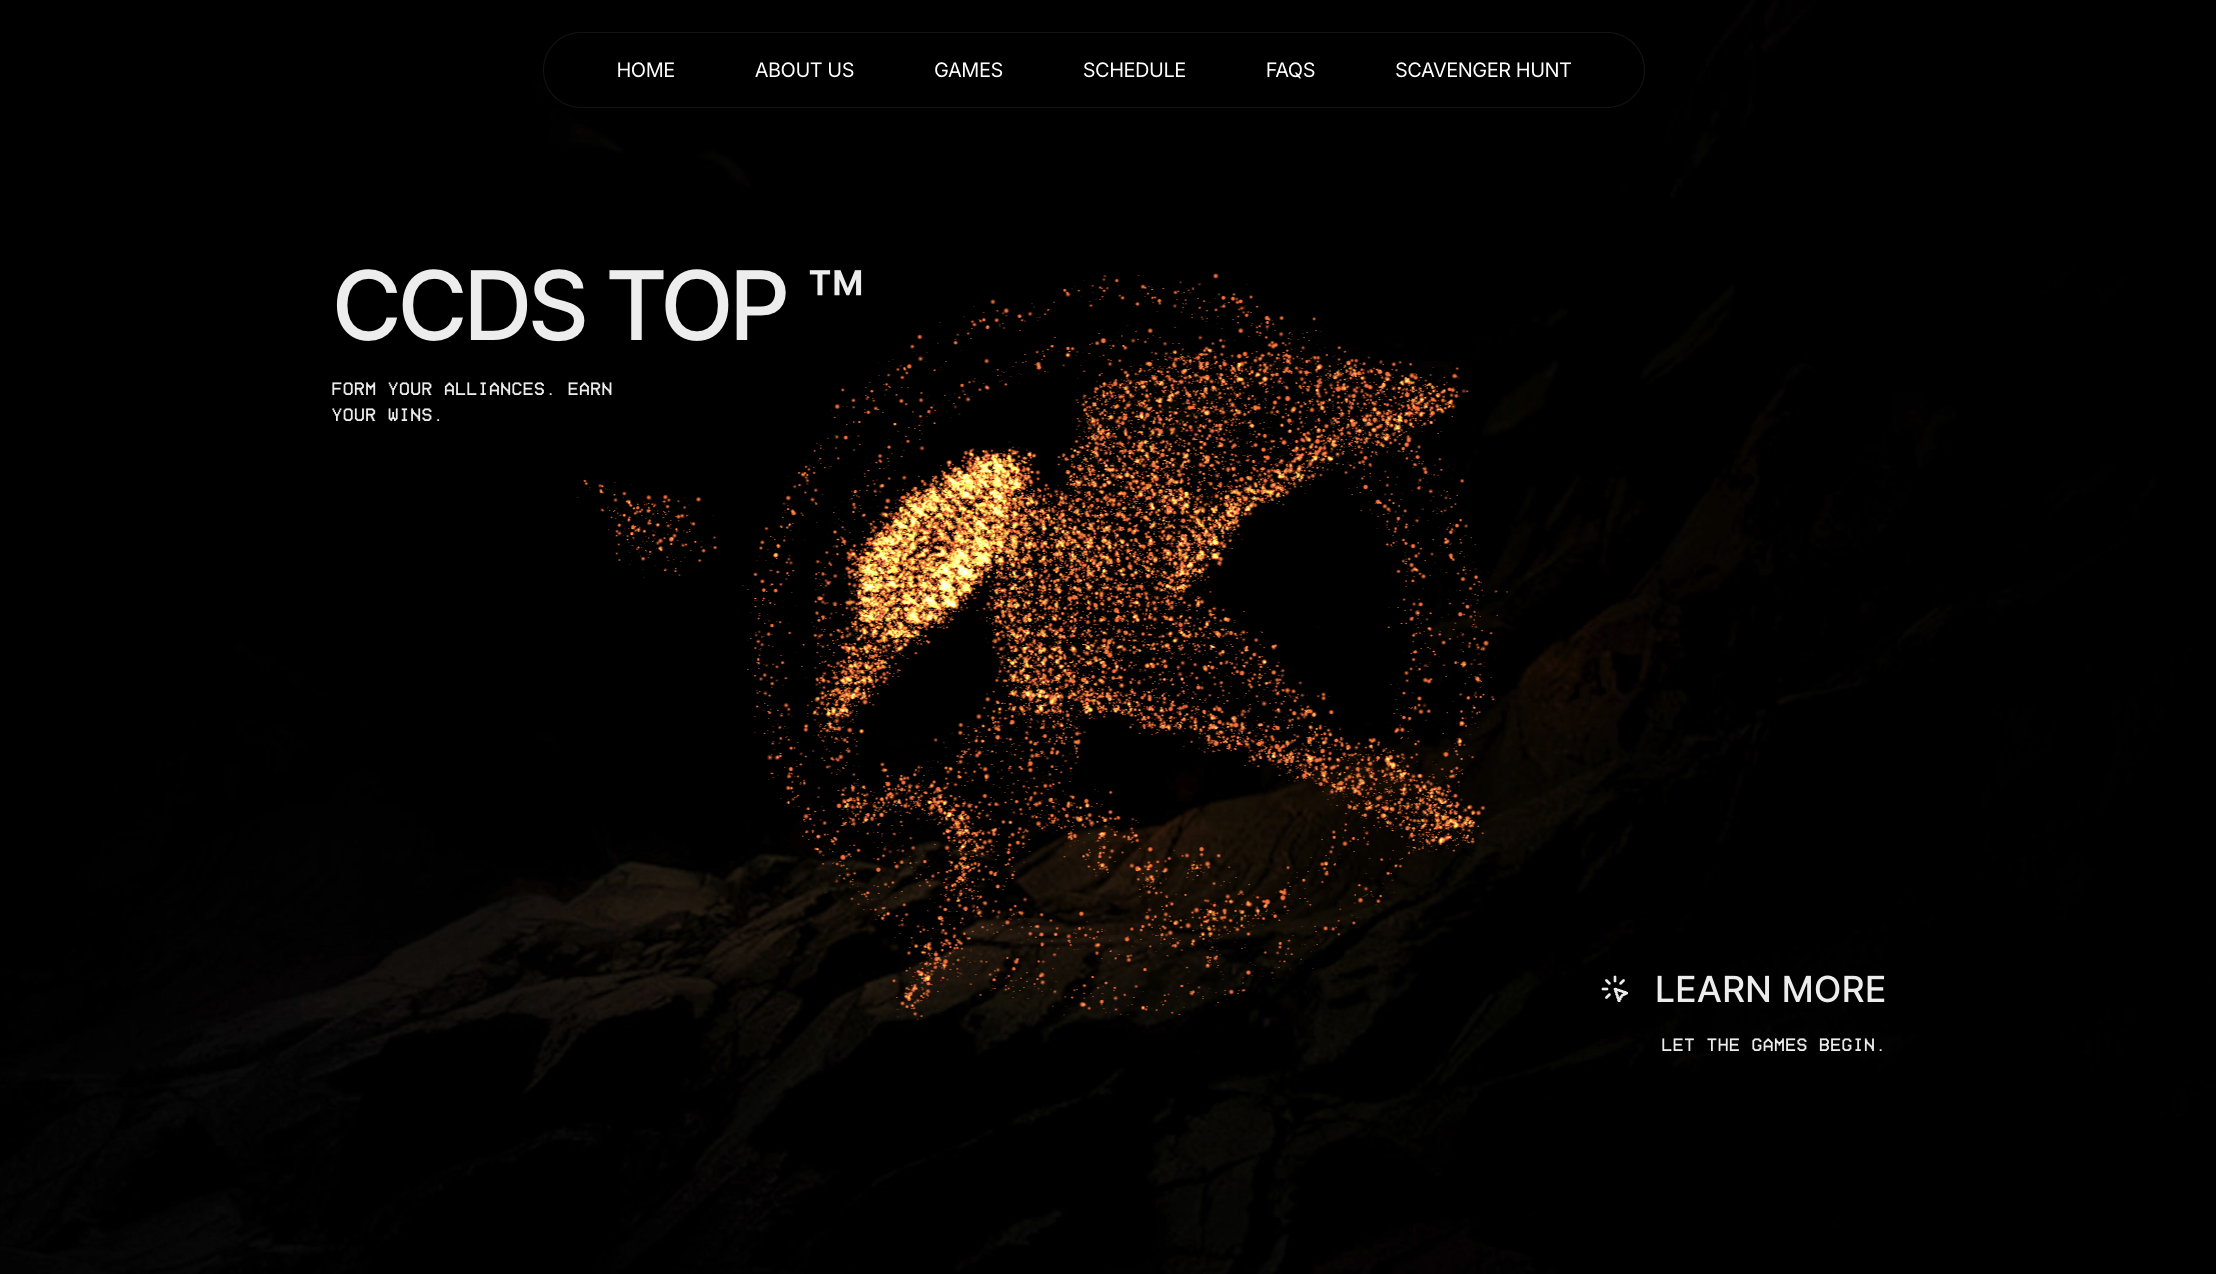 HOME ABOUT US GAMES SCHEDULE FAQS SCAVENGER HUNT
CCDS TOP ™
FORM YOUR ALLIANCES. EARN
YOUR WINS.
LEARN MORE
LET THE GAMES BEGIN.